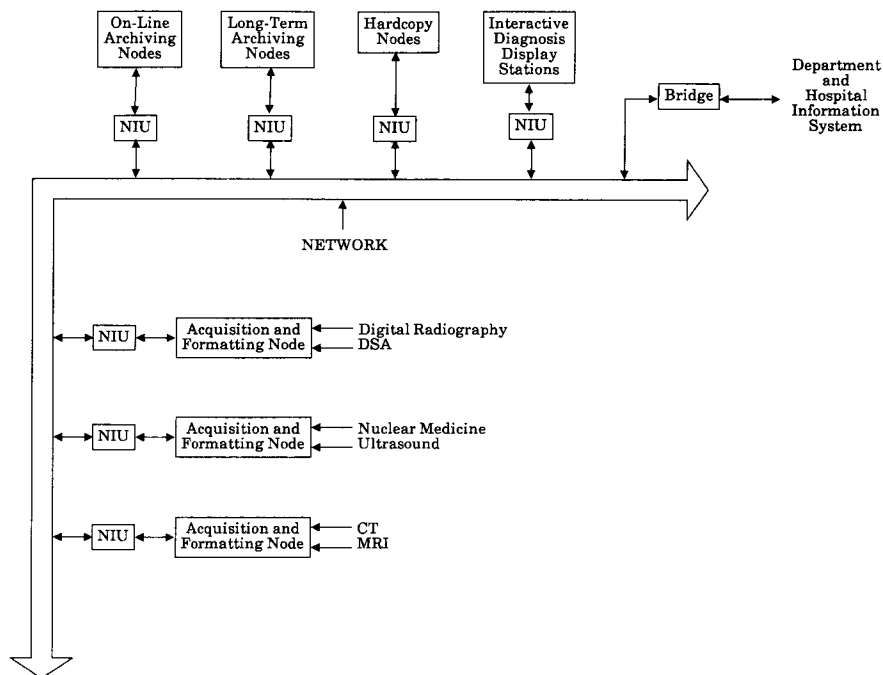 On-Line
Archiving
Nodes
Long-Term
Archiving
Nodes
Hardcopy
Nodes
Interactive
Diagnosis
Display
Stations
Bridge
Department
and
Hospital
Information
System
NIU
NIU
NIU
NIU
NETWORK
NIU
Acquisition and
Formatting Node
Digital Radiography
DSA
NIU
Acquisition and
Formatting Node
Nuclear Medicine
Ultrasound
NIU
Acquisition and
Formatting Node
CT
MRI